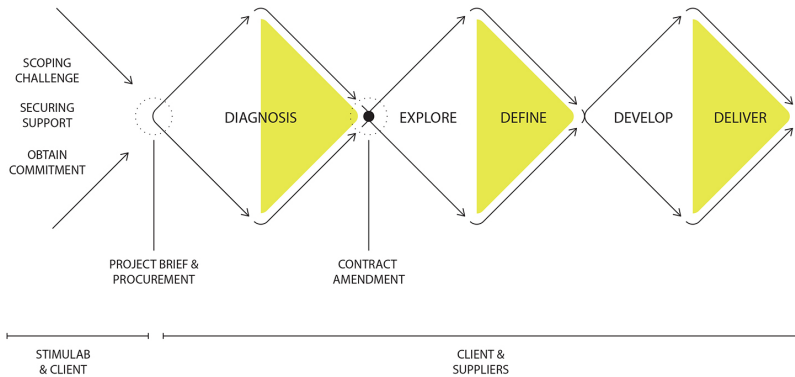 SCOPING
CHALLENGE
SECURING
SUPPORT
OBTAIN
COMMITMENT
DIAGNOSIS
EXPLORE
DEFINE
DEVELOP
DELIVER
PROJECT BRIEF &
PROCUREMENT
CONTRACT
AMENDMENT
STIMULAB
& CLIENT
CLIENT &
SUPPLIERS